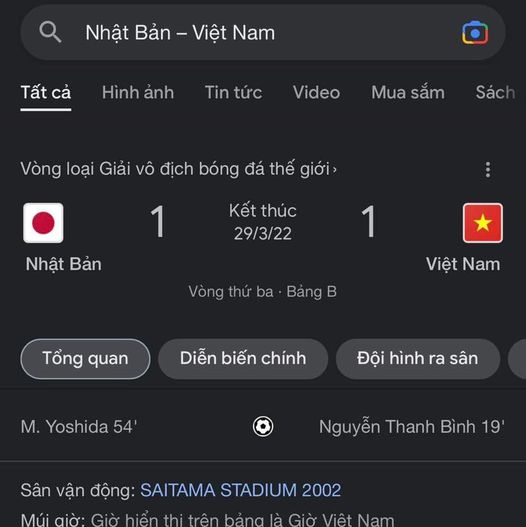 Nhật Bản – Việt Nam
Tất cả Hình ảnh Tin tức Video Mua sắm Sách
Vòng loại Giải vô địch bóng đá thế giới ›
1 Kết thúc 1
29/3/22
Nhật Bản Việt Nam
Vòng thứ ba · Bảng B
Tổng quan Diễn biến chính Đội hình ra sân
M. Yoshida 54' Nguyễn Thanh Bình 19'
Sân vận động: SAITAMA STADIUM 2002
Múi giờ: Giờ hiển thị trên bảng là Giờ Việt Nam